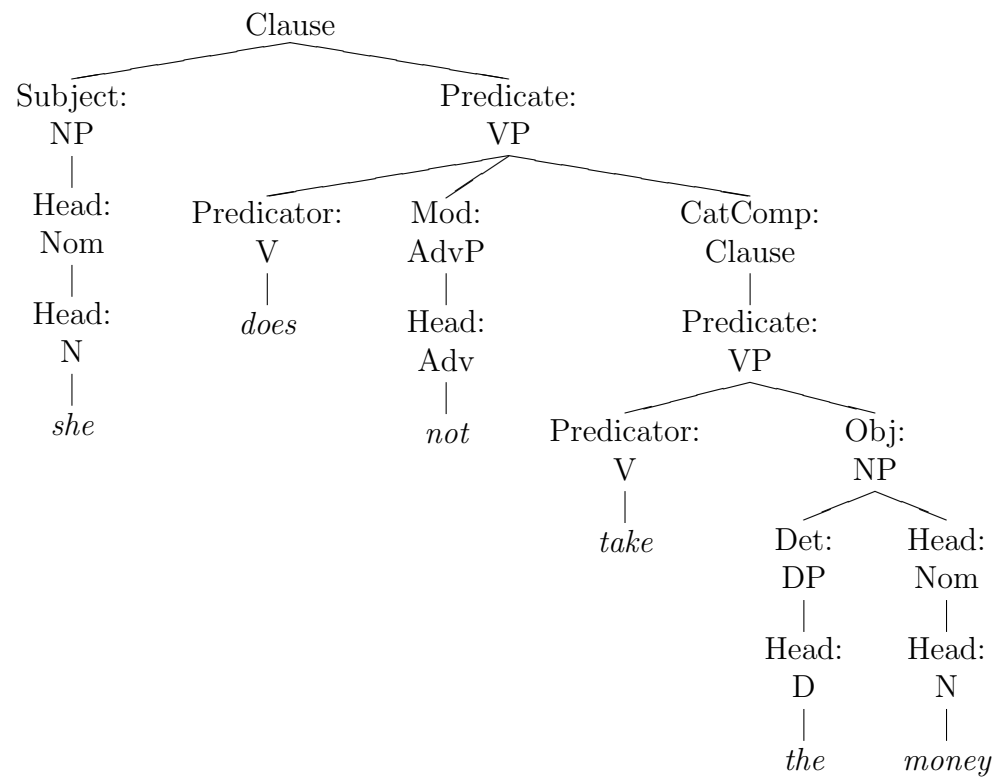 Clause
Subject: Predicate:
NP VP
Head: Predicator: Mod: CatComp:
Nom V AdvP Clause
Head: does Head: Predicate:
N Adv VP
she not Predicator: Obj:
V NP
take Det: Head:
DP Nom
Head: Head:
D N
the money